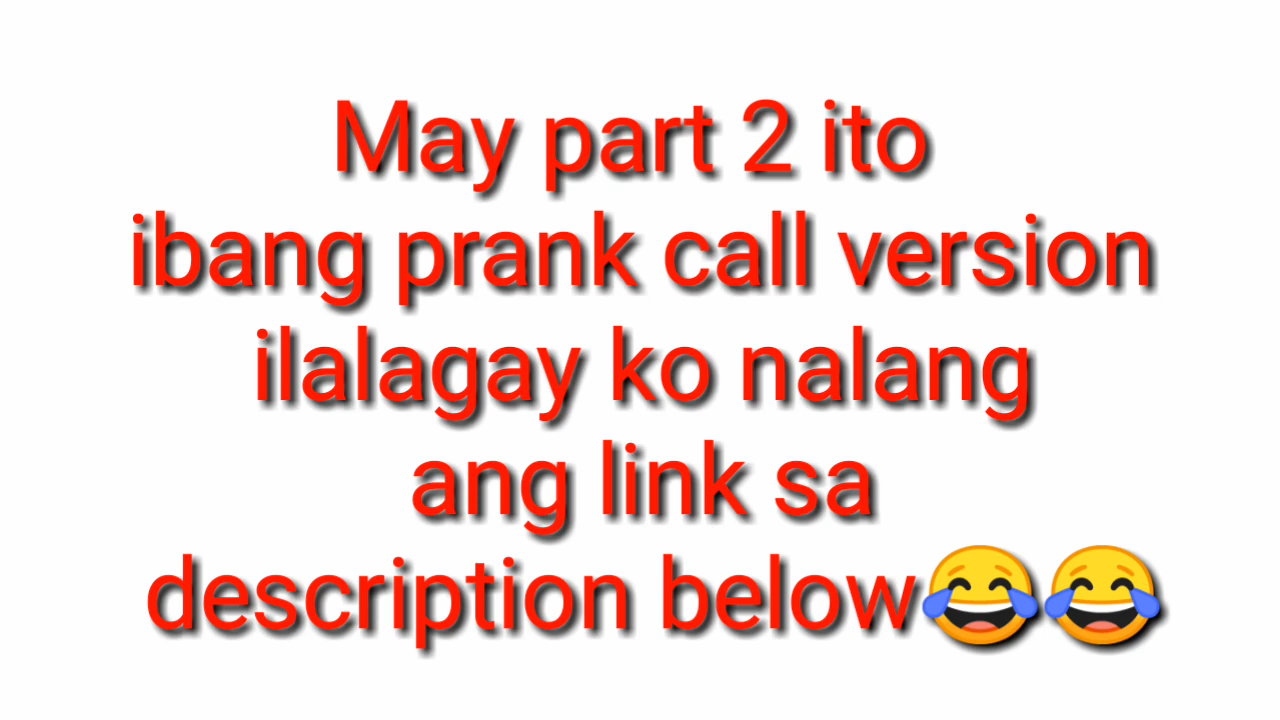 May part 2 ito
ibang prank call version
ilalagay ko nalang
ang link sa
description below😂😂